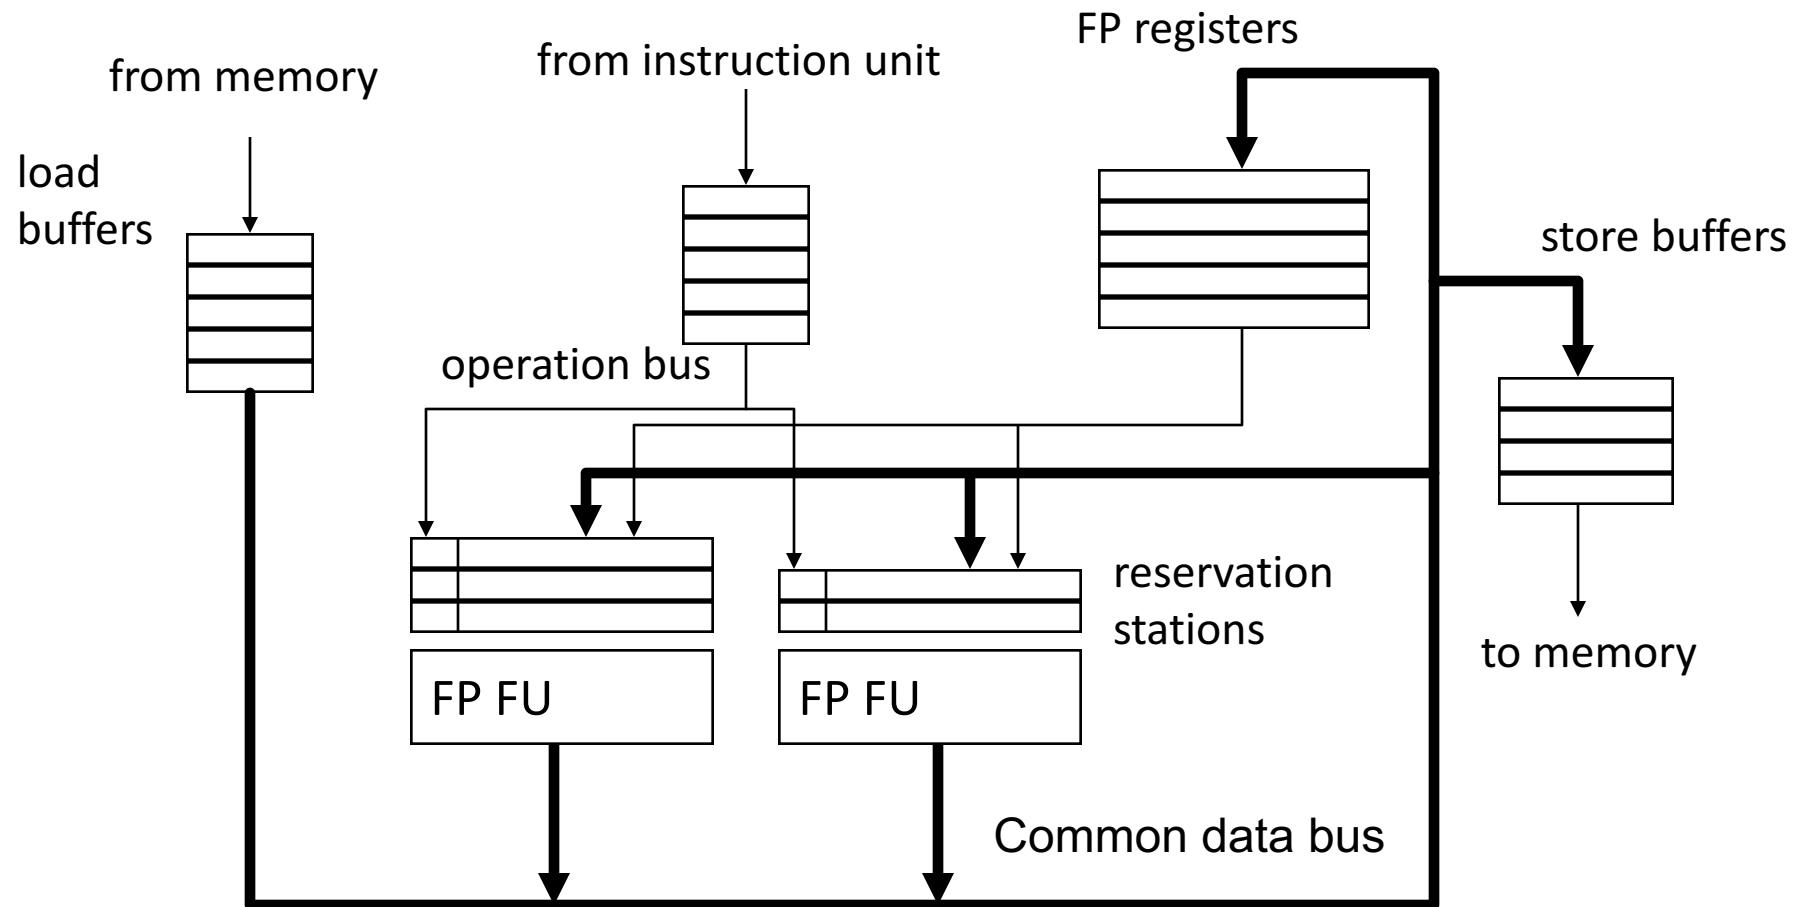 FP registers
from instruction unit
from memory
load
buffers
store buffers
operation bus
reservation
stations
to memory
FP FU
FP FU
Common data bus